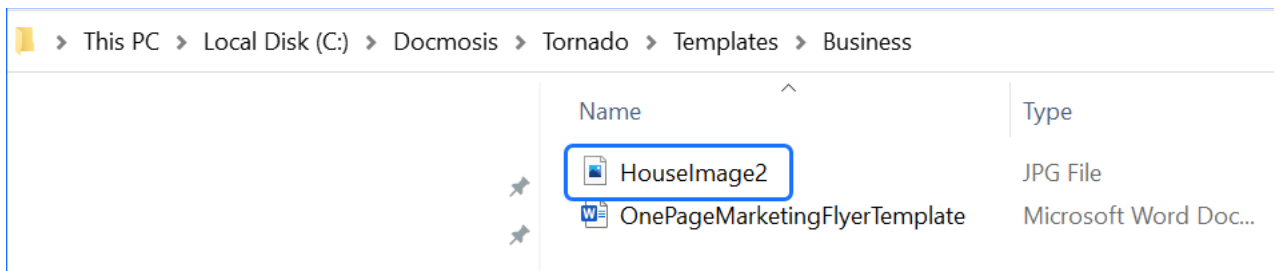 This PC > Local Disk (C:) > Docmosis > Tornado > Templates > Business
Name Type
HouseImage2 JPG File
OnePageMarketingFlyerTemplate Microsoft Word Doc...